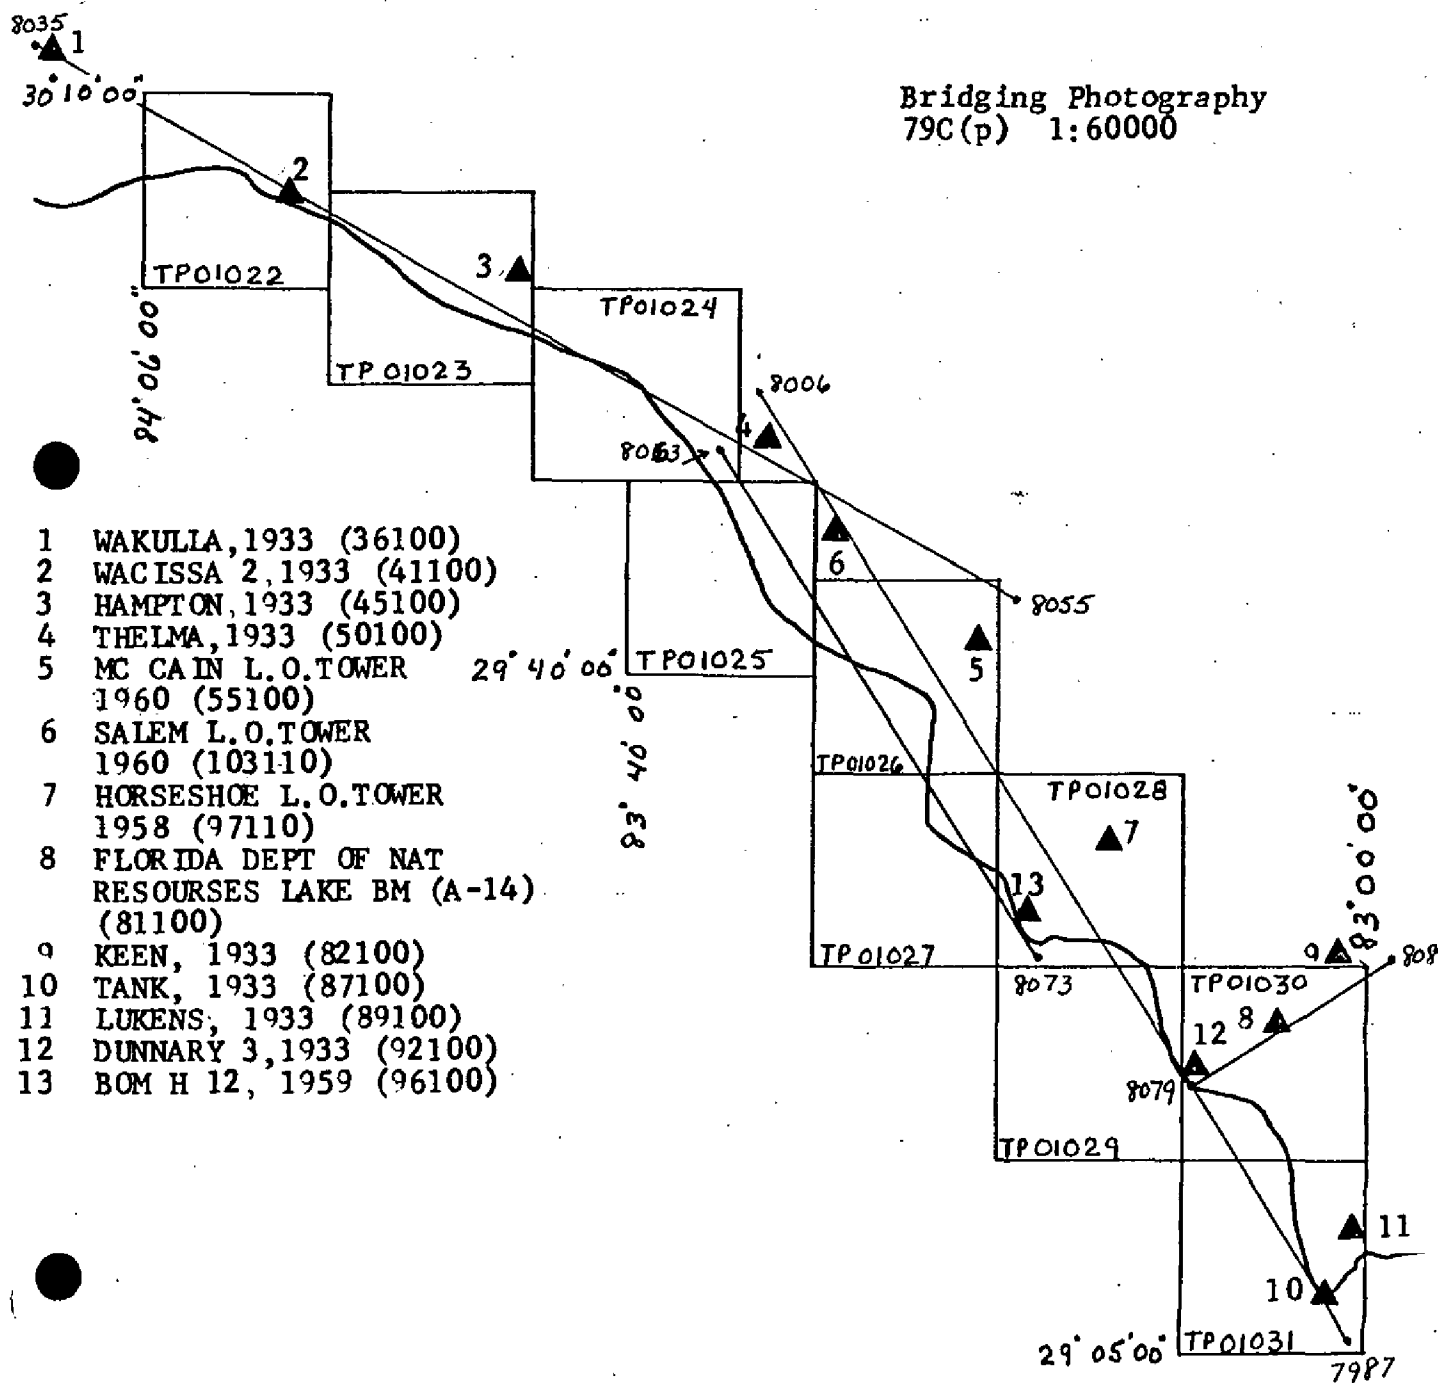 8035
1
30°10'00"
Bridging Photography
79C(p) 1:60000
2
TP01022
84°06'00"
3
TP01023
TP01024
8006
4
8063
6
8055
5
TP01025
29°40'00"
83°40'00"
1 WAKULLA,1933 (36100)
2 WACISSA 2,1933 (41100)
3 HAMPTON,1933 (45100)
4 THELMA,1933 (50100)
5 MC CAIN L.O.TOWER
1960 (55100)
6 SALEM L.O.TOWER
1960 (103110)
7 HORSESHOE L.O.TOWER
1958 (97110)
8 FLORIDA DEPT OF NAT
RESOURSES LAKE BM (A-14)
(81100)
9 KEEN, 1933 (82100)
10 TANK, 1933 (87100)
11 LUKENS, 1933 (89100)
12 DUNNARY 3,1933 (92100)
13 BOM H 12, 1959 (96100)
TP01026
TP01028
7
83°00'00"
13
TP01027
8073
9
808
TP01030
8
12
8079
TP01029
11
10
29°05'00"
TP01031
7987